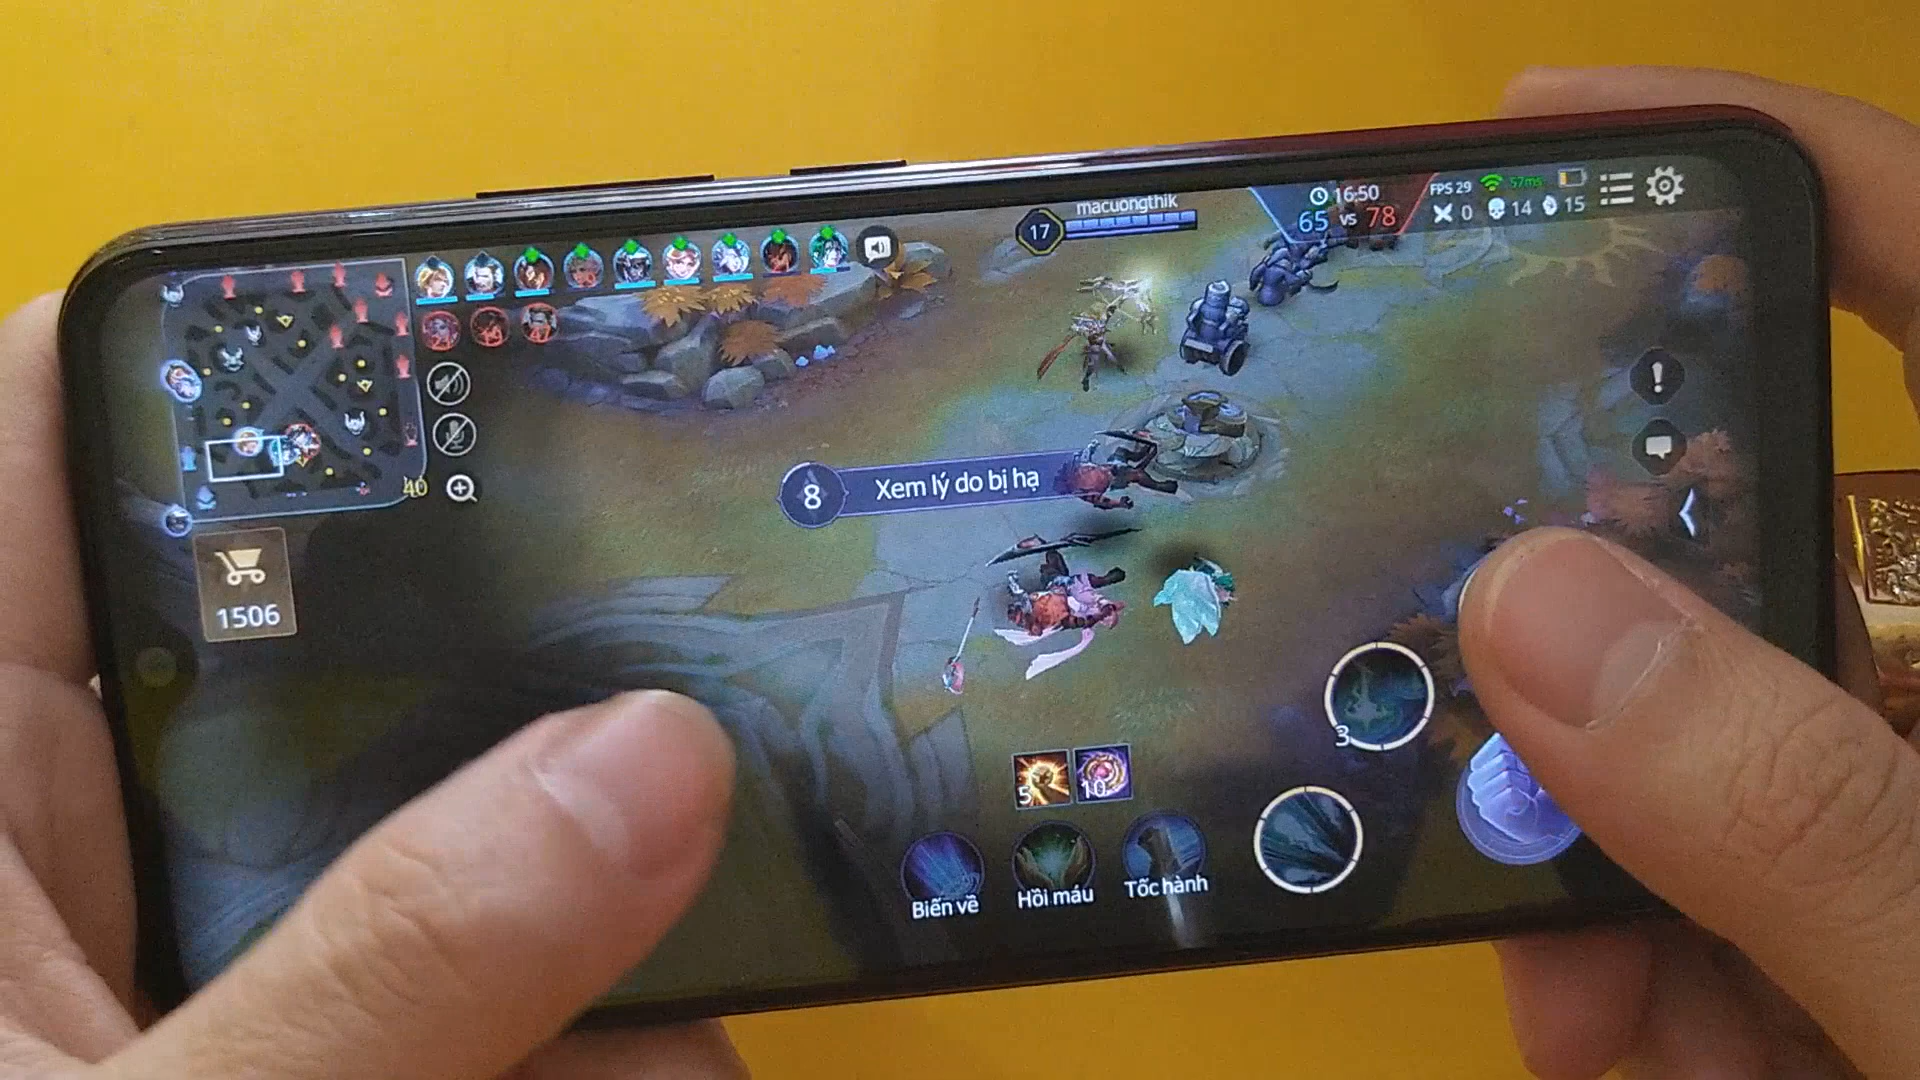 macuongthik
17
16:50
65 vs 78
FPS 29
57ms
0
14
15
40
1506
8
Xem lý do bị hạ
3
5
10
Biến về
Hồi máu
Tốc hành